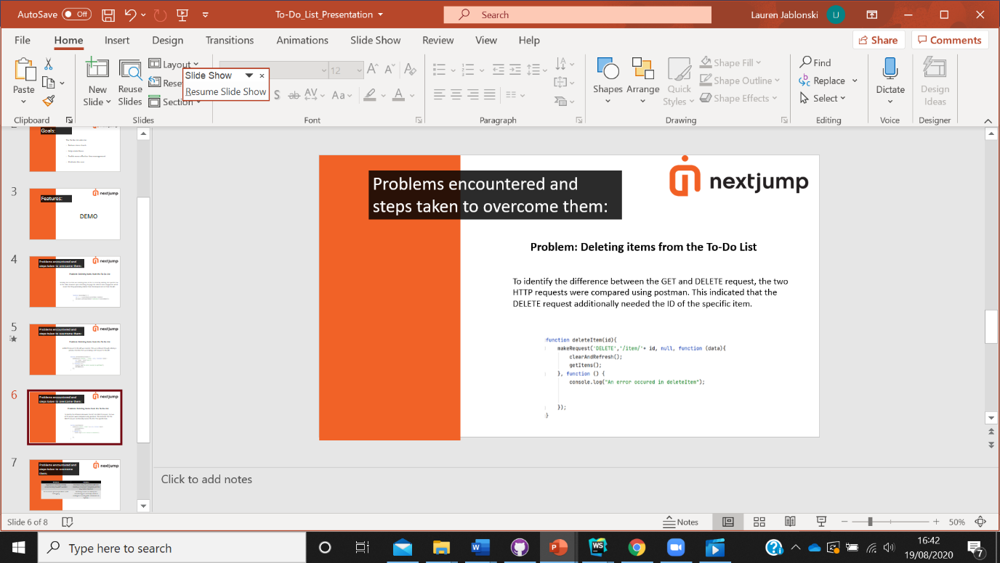 AutoSave Off To-Do_List_Presentation Search Lauren Jablonski U
File Home Insert Design Transitions Animations Slide Show Review View Help Share Comments
Paste
New Slide
Reuse Slides
Layout
Reset
Section
Slide Show
Resume Slide Show
12
Shapes
Arrange
Quick Styles
Shape Fill
Shape Outline
Shape Effects
Find
Replace
Select
Dictate
Design Ideas
Clipboard Slides Font Paragraph Drawing Editing Voice Designer
Goals:
3
Features:
nextjump
DEMO
4
Problems encountered and
steps taken to overcome them:
nextjump
5
Problems encountered and
steps taken to overcome them:
nextjump
6
Problems encountered and
steps taken to overcome them:
nextjump
7
Problems encountered and
steps taken to overcome
them:
nextjump
Problems encountered and
steps taken to overcome them:
nextjump
Problem: Deleting items from the To-Do List
To identify the difference between the GET and DELETE request, the two
HTTP requests were compared using postman. This indicated that the
DELETE request additionally needed the ID of the specific item.
function deleteItem(id){
makeRequest('DELETE','/item/'+ id, null, function (data){
clearAndRefresh();
getItems();
}, function () {
console.log("An error occured in deleteItem");
});
}
Click to add notes
Slide 6 of 8 Notes 50%
Type here to search
16:42
19/08/2020
7